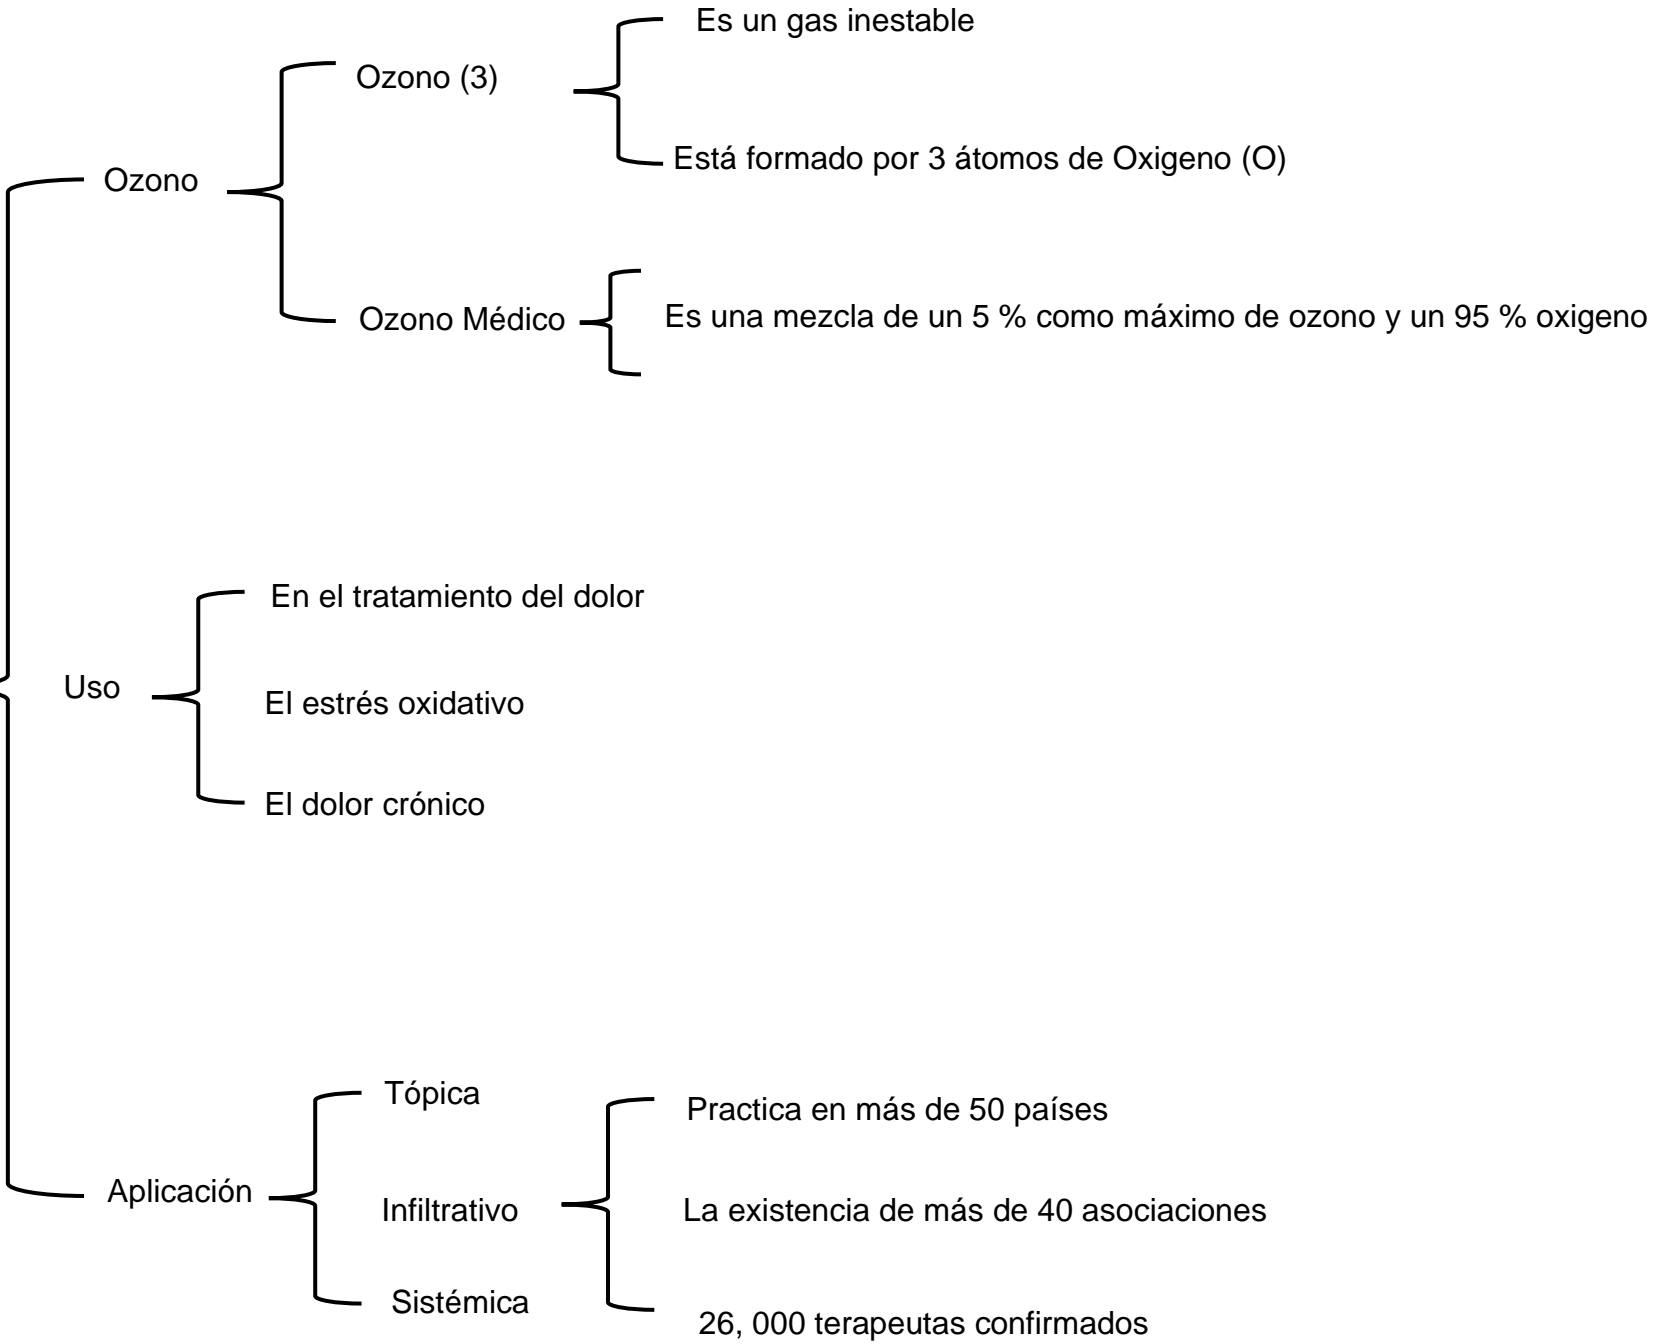 Es un gas inestable
Ozono (3)
Está formado por 3 átomos de Oxigeno (O)
Ozono
Ozono Médico
Es una mezcla de un 5 % como máximo de ozono y un 95 % oxigeno
En el tratamiento del dolor
Uso
El estrés oxidativo
El dolor crónico
Tópica
Practica en más de 50 países
Aplicación
Infiltrativo
La existencia de más de 40 asociaciones
Sistémica
26, 000 terapeutas confirmados